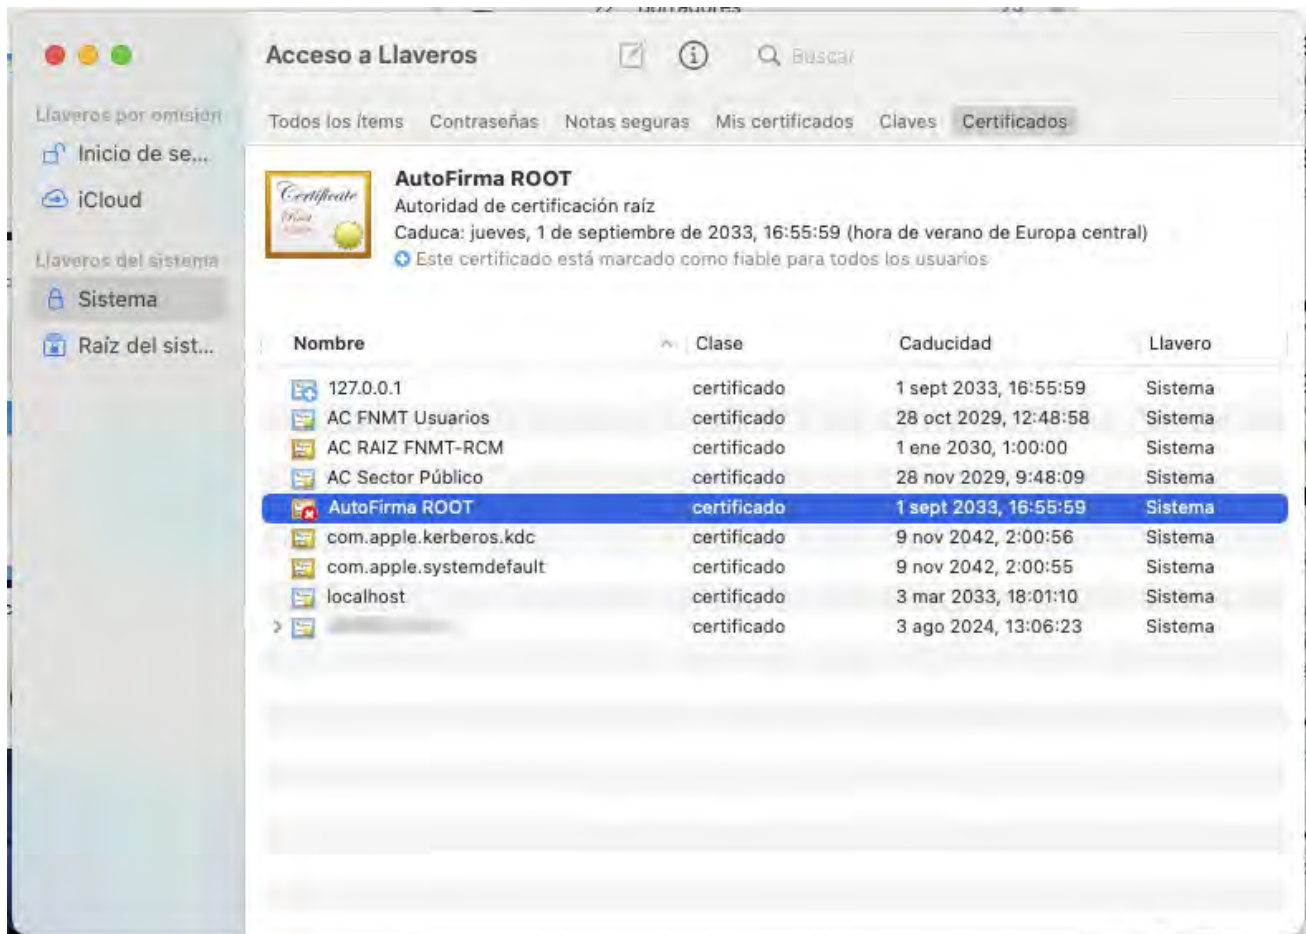 borradores
Acceso a Llaveros
Buscar
Llaveros por omisión
Inicio de se...
iCloud
Llaveros del sistema
Sistema
Raíz del sist...
Todos los ítems Contraseñas Notas seguras Mis certificados Claves Certificados
Certificate
Root
AutoFirma ROOT
Autoridad de certificación raíz
Caduca: jueves, 1 de septiembre de 2033, 16:55:59 (hora de verano de Europa central)
Este certificado está marcado como fiable para todos los usuarios
Nombre Clase Caducidad Llavero
127.0.0.1 certificado 1 sept 2033, 16:55:59 Sistema
AC FNMT Usuarios certificado 28 oct 2029, 12:48:58 Sistema
AC RAIZ FNMT-RCM certificado 1 ene 2030, 1:00:00 Sistema
AC Sector Público certificado 28 nov 2029, 9:48:09 Sistema
AutoFirma ROOT certificado 1 sept 2033, 16:55:59 Sistema
com.apple.kerberos.kdc certificado 9 nov 2042, 2:00:56 Sistema
com.apple.systemdefault certificado 9 nov 2042, 2:00:55 Sistema
localhost certificado 3 mar 2033, 18:01:10 Sistema
certificado 3 ago 2024, 13:06:23 Sistema